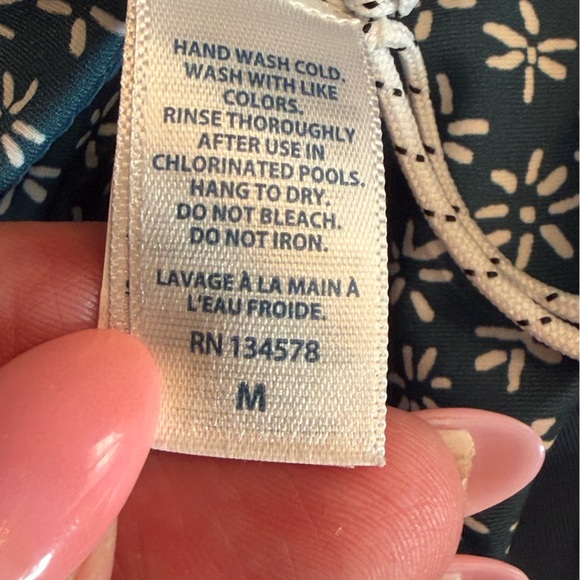 HAND WASH COLD.
WASH WITH LIKE
COLORS.
RINSE THOROUGHLY
AFTER USE IN
CHLORINATED POOLS.
HANG TO DRY.
DO NOT BLEACH.
DO NOT IRON.
LAVAGE À LA MAIN À
L'EAU FROIDE.
RN 134578
M